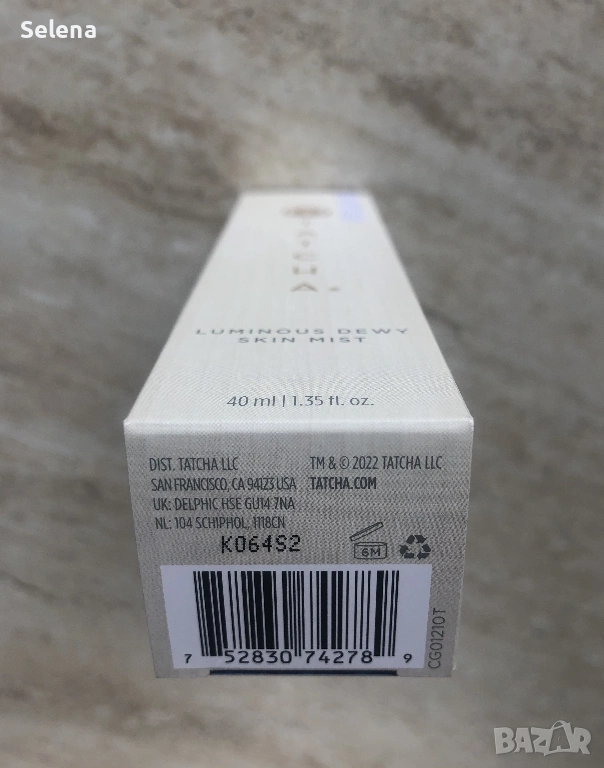 Selena
TATCHA
LUMINOUS DEWY
SKIN MIST
40 ml | 1.35 fl. oz.
DIST. TATCHA LLC
SAN FRANCISCO, CA 94123 USA
UK: DELPHIC HSE GU14 7NA
NL: 104 SCHIPHOL, 1118CN
TM & © 2022 TATCHA LLC
TATCHA.COM
K064S2
6M
7 52830 74278 9
CG01210T
BAZAR